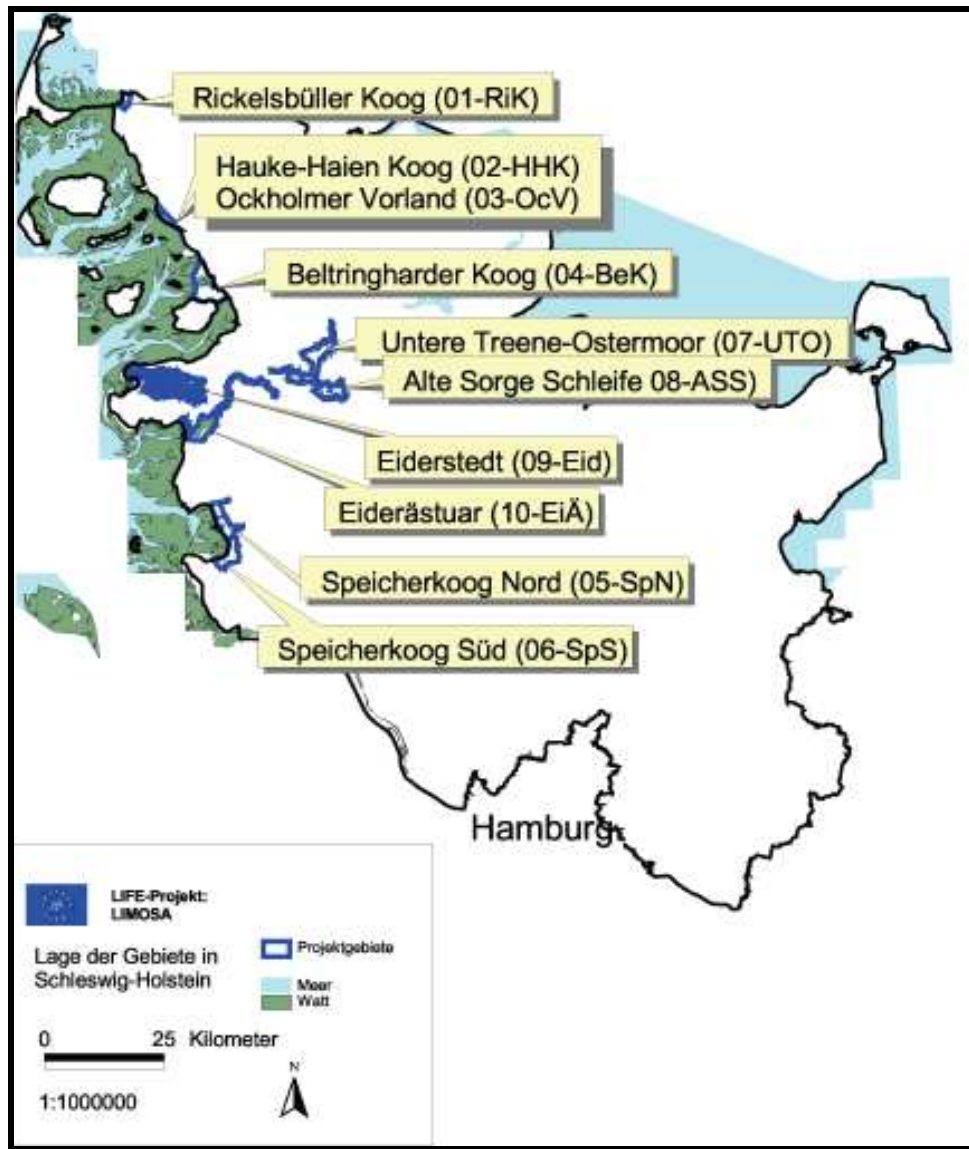 Rickelsbüller Koog (01-RiK)
Hauke-Haien Koog (02-HHK)
Ockholmer Vorland (03-OcV)
Beltringharder Koog (04-BeK)
Untere Treene-Ostermoor (07-UTO)
Alte Sorge Schleife 08-ASS)
Eiderstedt (09-Eid)
Eiderästuar (10-EiÄ)
Speicherkoog Nord (05-SpN)
Speicherkoog Süd (06-SpS)
Hamburg
LIFE-Projekt:
LIMOSA
Lage der Gebiete in
Schleswig-Holstein
Projektgebiete
Meer
Watt
0 25 Kilometer
1:1000000
N